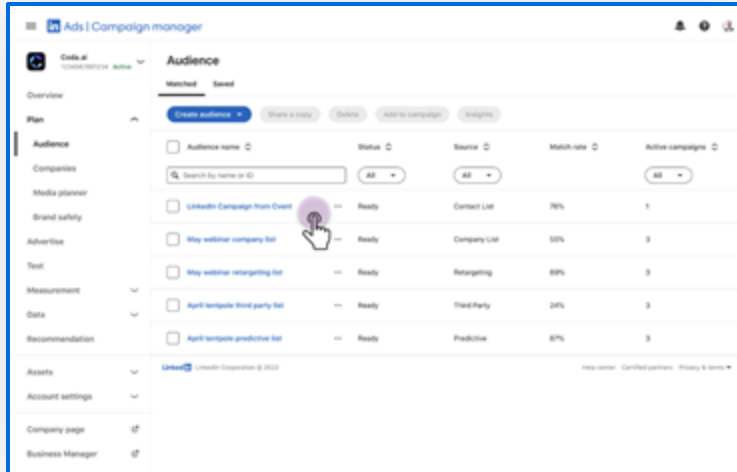 in Ads | Campaign manager
Coda.ai
Active
Overview
Plan
Audience
Companies
Media planner
Brand safety
Advertise
Test
Measurement
Data
Recommendation
Assets
Account settings
Company page
Business Manager
Audience
Matched Saved
Create audience Share a copy Delete Add to campaign Insights
Audience name Status Source Match rate Active campaigns
Search by name or ID All All All
LinkedIn Campaign from Cvent Ready Contact List 76% 1
May webinar company list Ready Company List 55% 3
May webinar retargeting list Ready Retargeting 89% 3
April tentpole third party list Ready Third Party 24% 3
April tentpole predictive list Ready Predictive 67% 3
LinkedIn LinkedIn Corporation © 2022 Help center Certified partners Privacy & terms